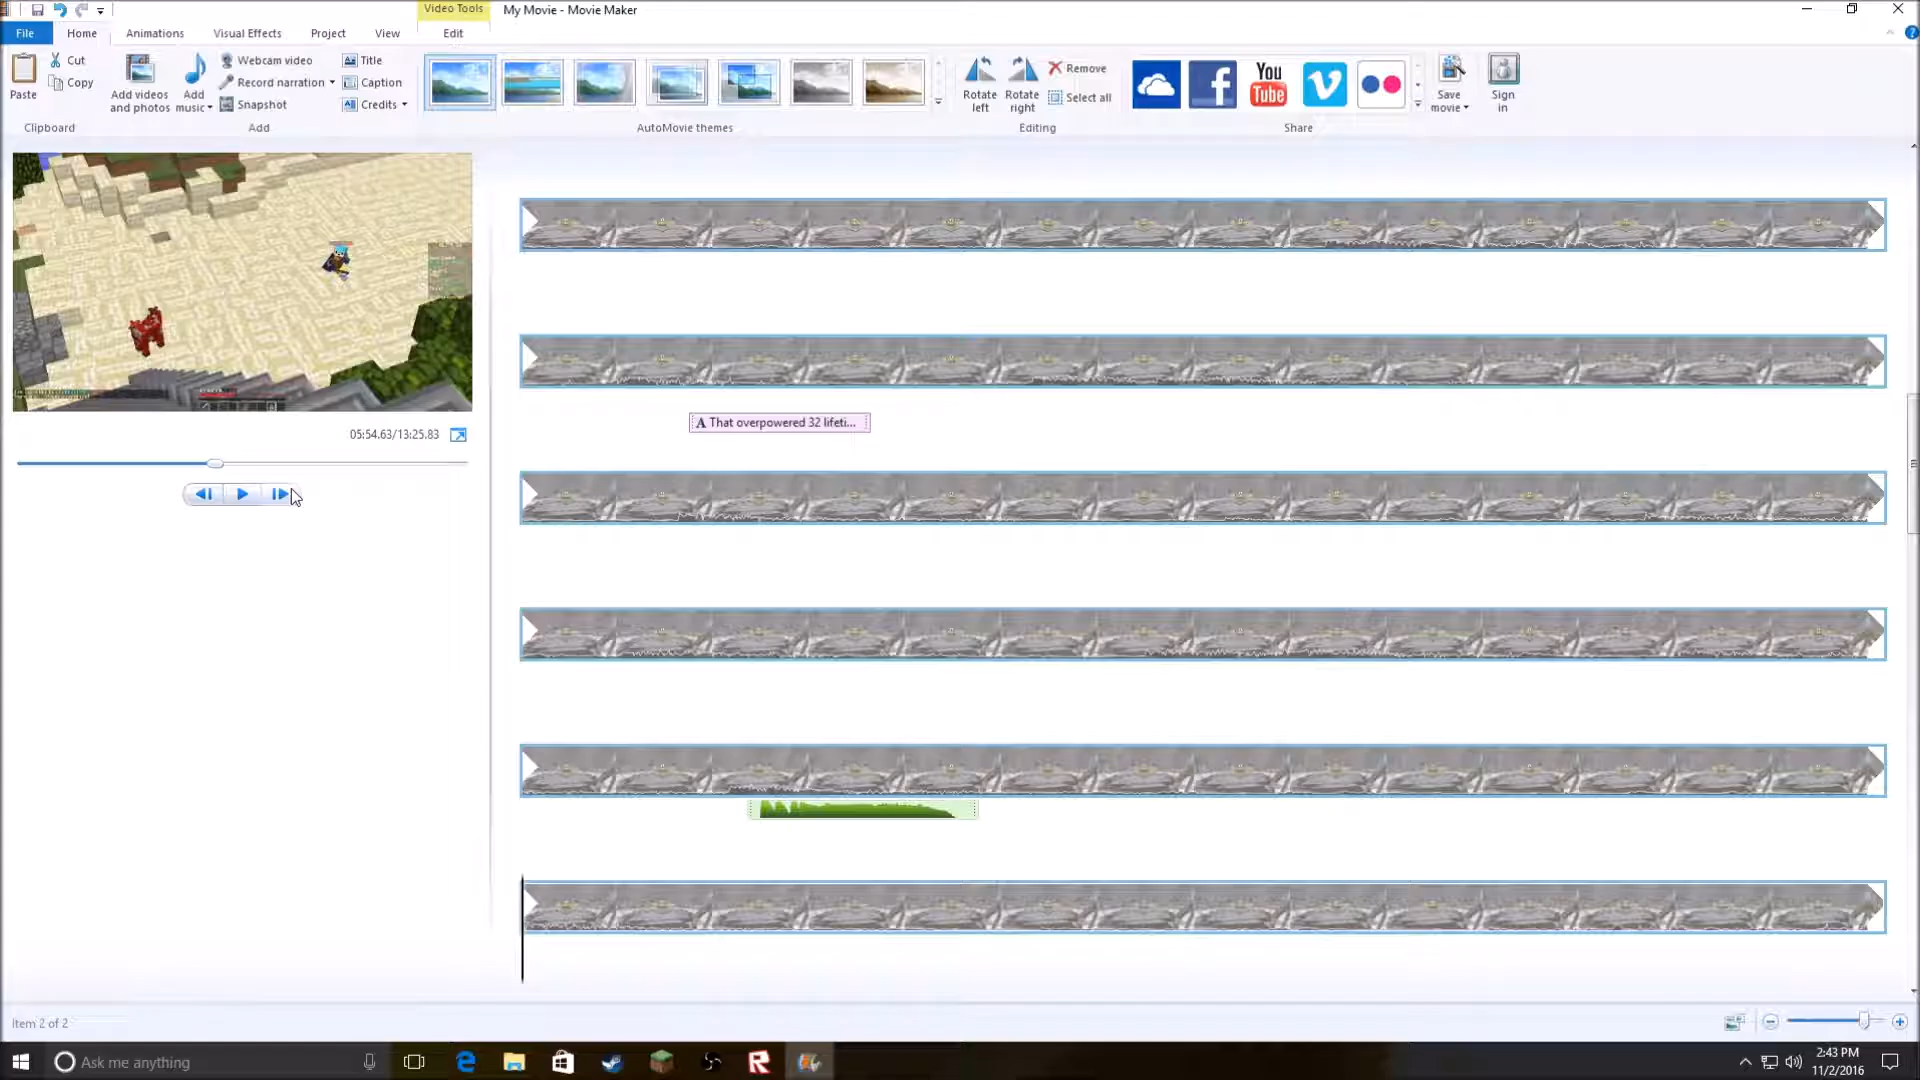 Video Tools
My Movie - Movie Maker
File
Home
Animations
Visual Effects
Project
View
Edit
Paste
Cut
Copy
Clipboard
Add videos
and photos
Add
music
Webcam video
Record narration
Snapshot
Title
Caption
Credits
Add
AutoMovie themes
Rotate
left
Rotate
right
Remove
Select all
Editing
You
Tube
Share
Save
movie
Sign
in
05:54.63/13:25.83
A That overpowered 32 lifeti...
Item 2 of 2
Ask me anything
2:43 PM
11/2/2016